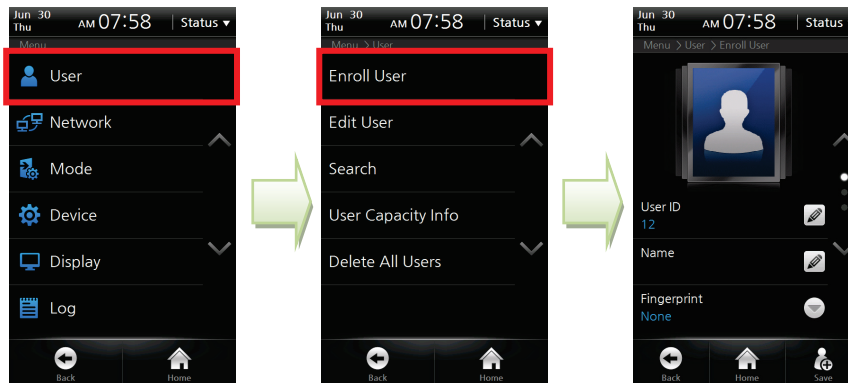 Jun 30
Thu
AM 07:58
Status
Menu
User
Network
Mode
Device
Display
Log
Back
Home
Jun 30
Thu
AM 07:58
Status
Menu > User
Enroll User
Edit User
Search
User Capacity Info
Delete All Users
Back
Home
Jun 30
Thu
AM 07:58
Status
Menu > User > Enroll User
User ID
12
Name
Fingerprint
None
Back
Home
Save